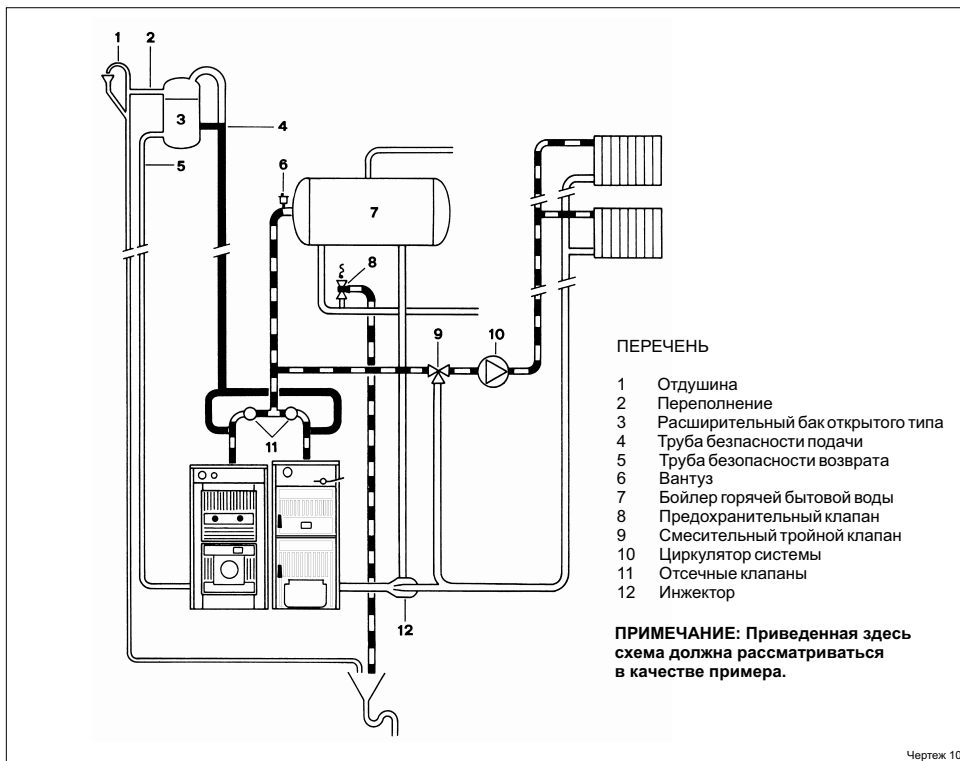 1
2
3
4
5
6
7
8
9
10
11
12
ПЕРЕЧЕНЬ
1 Отдушина
2 Переполнение
3 Расширительный бак открытого типа
4 Труба безпасности подачи
5 Труба безопасности возврата
6 Вантуз
7 Бойлер горячей бытовой воды
8 Предохранительный клапан
9 Смесительный тройной клапан
10 Циркулятор системы
11 Отсечные клапаны
12 Инжектор
ПРИМЕЧАНИЕ: Приведенная здесь
схема должна рассматриваться
в качестве примера.
Чертеж 10